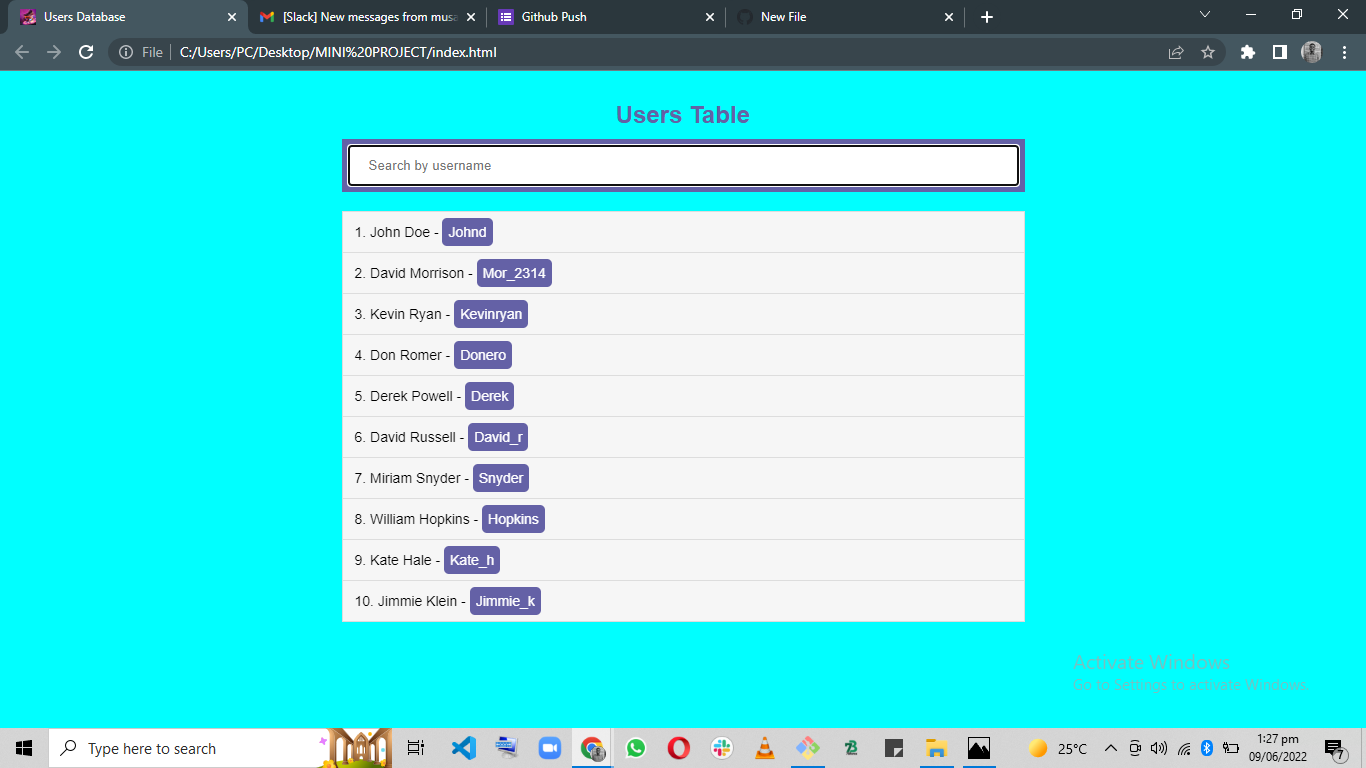 Users Database
[Slack] New messages from musa
Github Push
New File
File
C:/Users/PC/Desktop/MINI%20PROJECT/index.html
Users Table
Search by username
1. John Doe - Johnd
2. David Morrison - Mor_2314
3. Kevin Ryan - Kevinryan
4. Don Romer - Donero
5. Derek Powell - Derek
6. David Russell - David_r
7. Miriam Snyder - Snyder
8. William Hopkins - Hopkins
9. Kate Hale - Kate_h
10. Jimmie Klein - Jimmie_k
Activate Windows
Go to Settings to activate Windows.
Type here to search
25°C
1:27 pm
09/06/2022
7